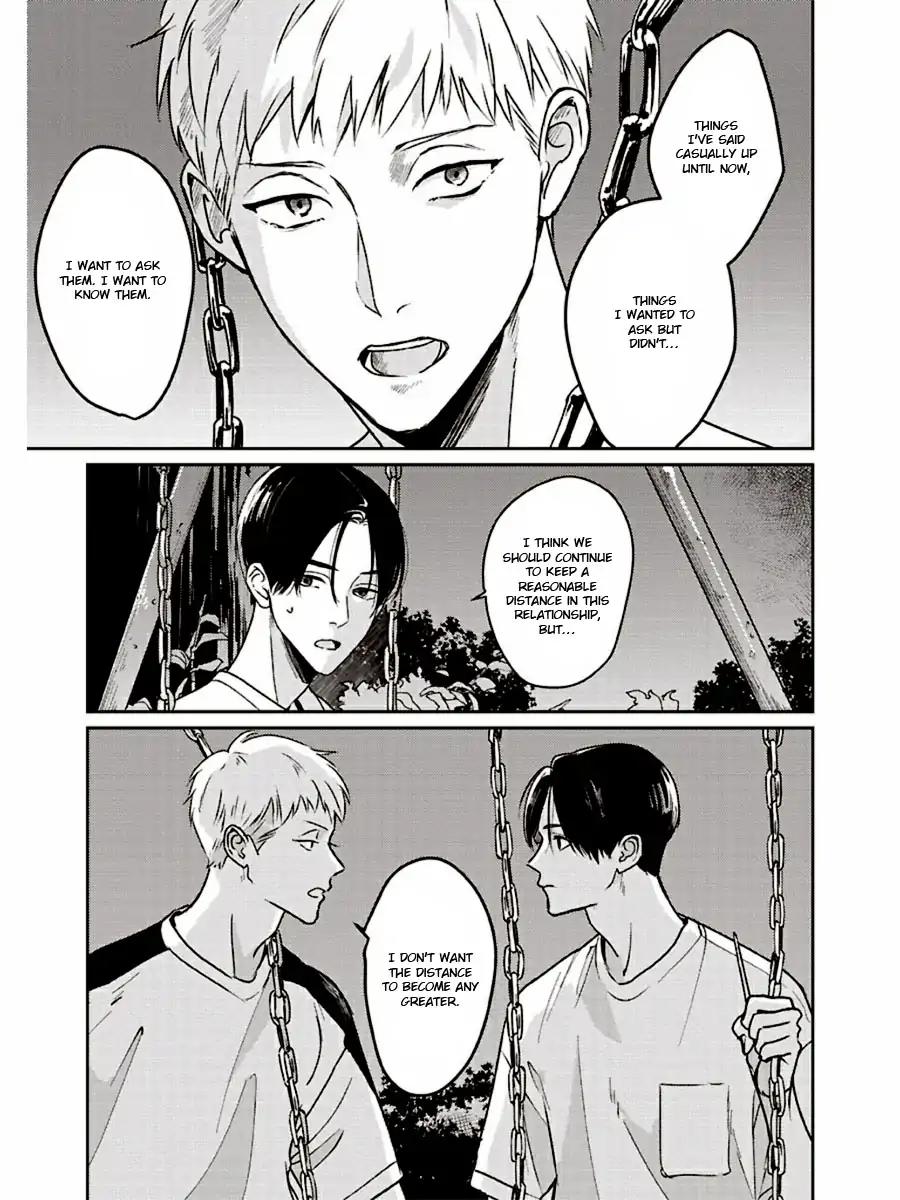 THINGS
I'VE SAID
CASUALLY UP
UNTIL NOW,
THINGS
I WANTED TO
ASK BUT
DIDN'T...
I WANT TO ASK
THEM. I WANT TO
KNOW THEM.
I THINK WE
SHOULD CONTINUE
TO KEEP A
REASONABLE
DISTANCE IN THIS
RELATIONSHIP,
BUT...
I DON'T WANT
THE DISTANCE
TO BECOME ANY
GREATER.